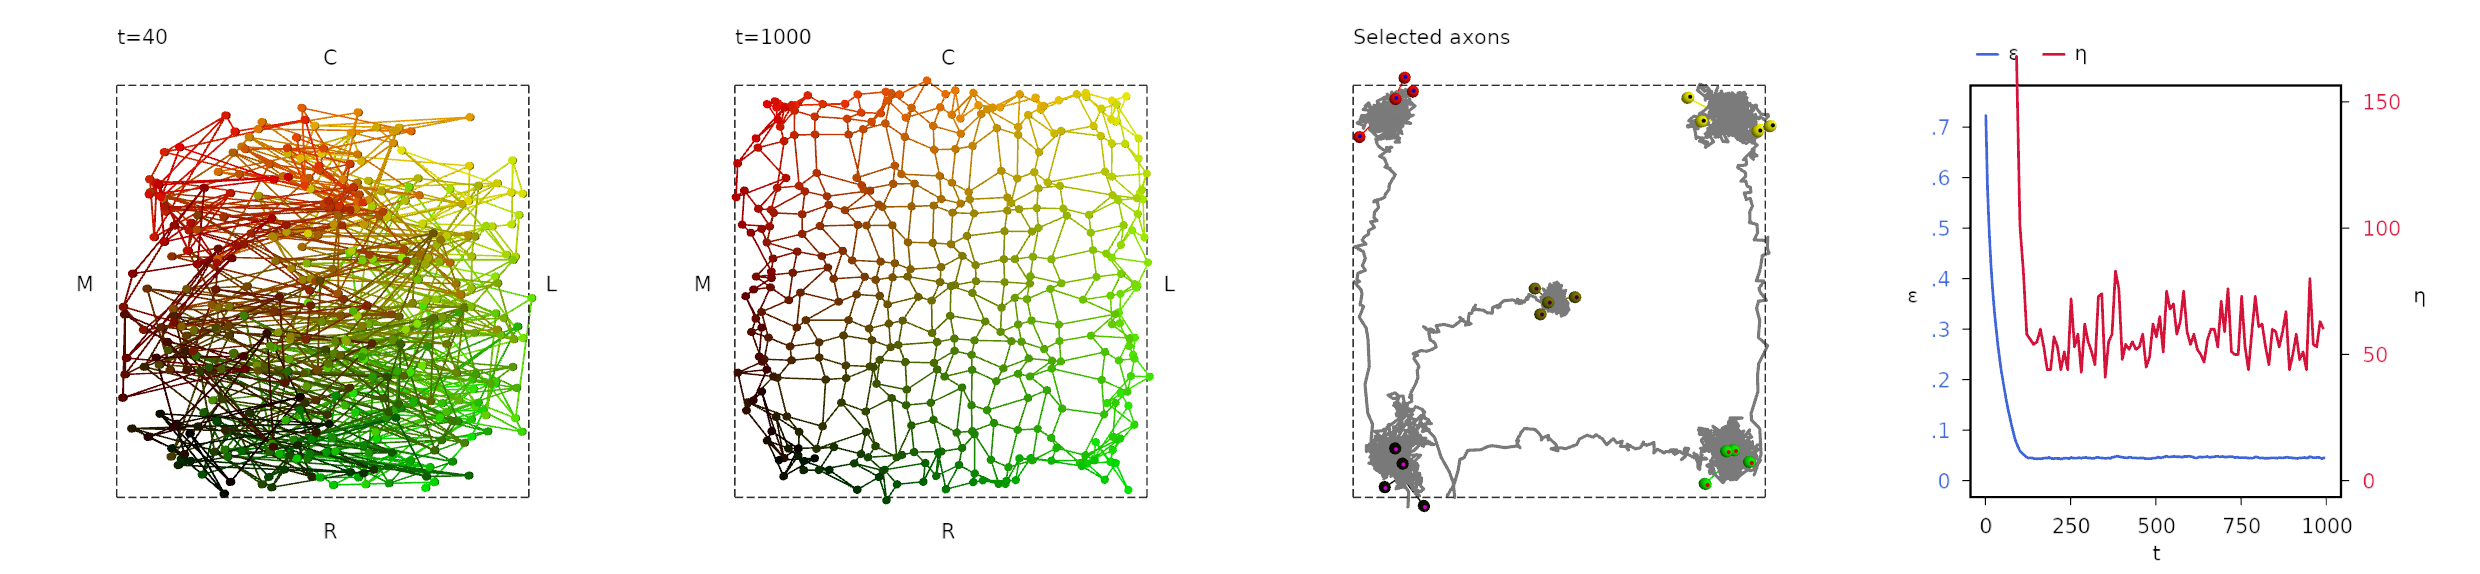 t=40
C
M
L
R
t=1000
C
M
L
R
Selected axons
ε η
.7
.6
.5
.4
.3
.2
.1
0
ε
150
100
50
0
η
0 250 500 750 1000
t